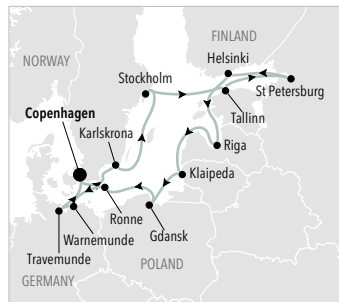 NORWAY
FINLAND
Helsinki
Stockholm
St Petersburg
Copenhagen
Tallinn
Karlskrona
Riga
Klaipeda
Ronne
Gdansk
Warnemunde
Travemunde
POLAND
GERMANY